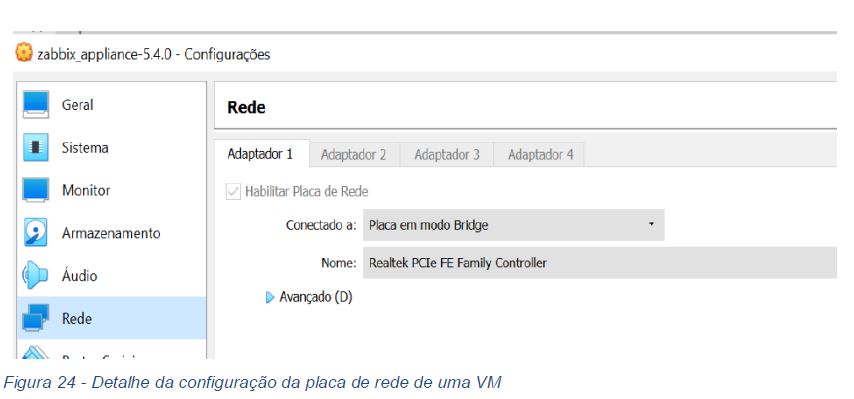 zabbix_appliance-5.4.0 - Configurações
Geral
Sistema
Monitor
Armazenamento
Áudio
Rede
Rede
Adaptador 1 Adaptador 2 Adaptador 3 Adaptador 4
Habilitar Placa de Rede
Conectado a: Placa em modo Bridge
Nome: Realtek PCIe FE Family Controller
Avançado (D)
Figura 24 - Detalhe da configuração da placa de rede de uma VM